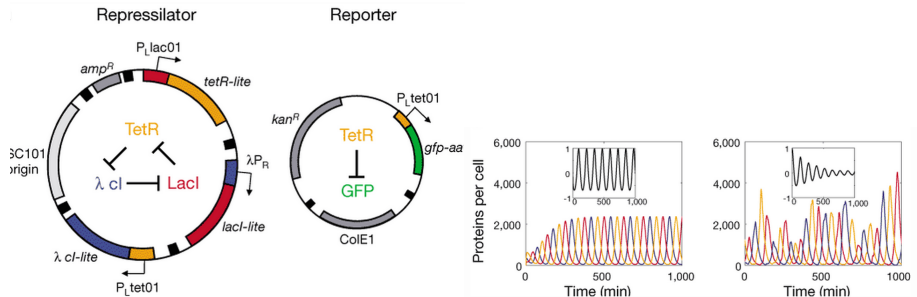 Repressilator
Reporter
P_Llac01
amp^R
tetR-lite
SC101
origin
TetR
λ cI
LacI
λP_R
lacI-lite
λ cI-lite
P_Ltet01
kan^R
P_Ltet01
gfp-aa
TetR
GFP
ColE1
Proteins per cell
6,000
4,000
2,000
0
0
500
1,000
Time (min)
1
-1
0
500
1,000
6,000
4,000
2,000
0
0
500
1,000
Time (min)
1
-1
0
500
1,000